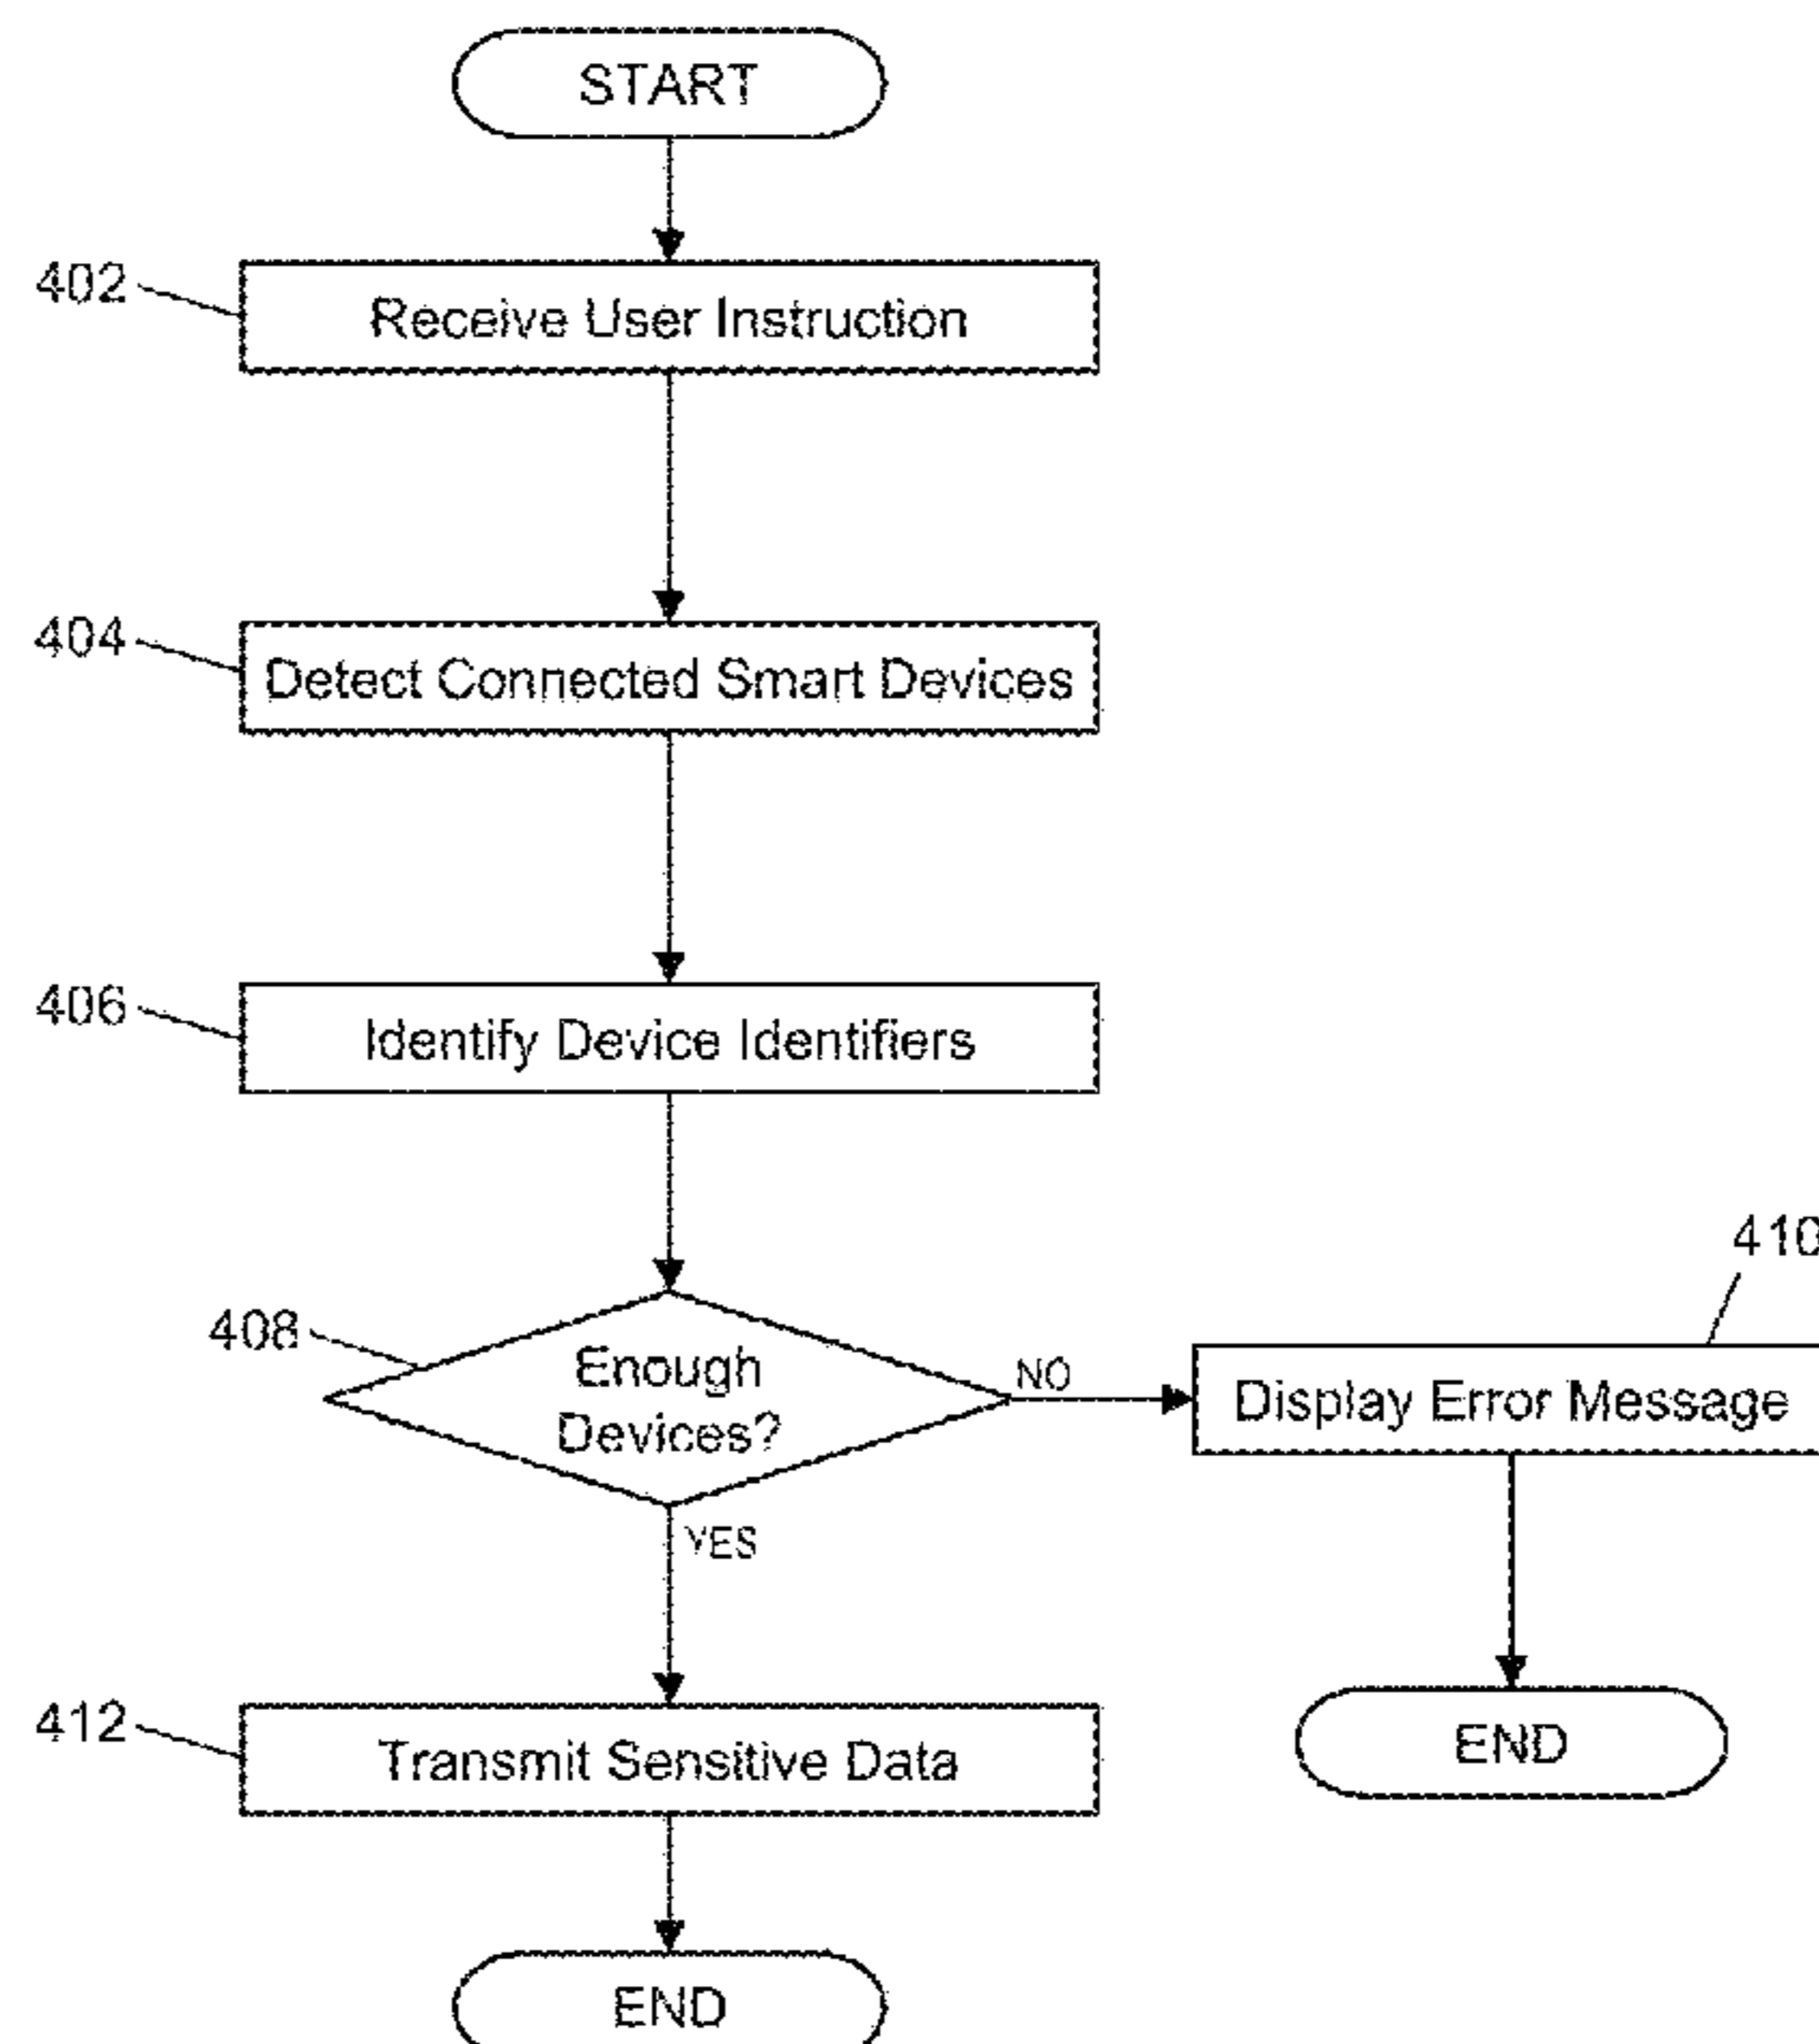 START
402
Receive User Instruction
404
Detect Connected Smart Devices
406
Identify Device Identifiers
410
408
Enough
Devices?
NO
Display Error Message
YES
412
Transmit Sensitive Data
END
END